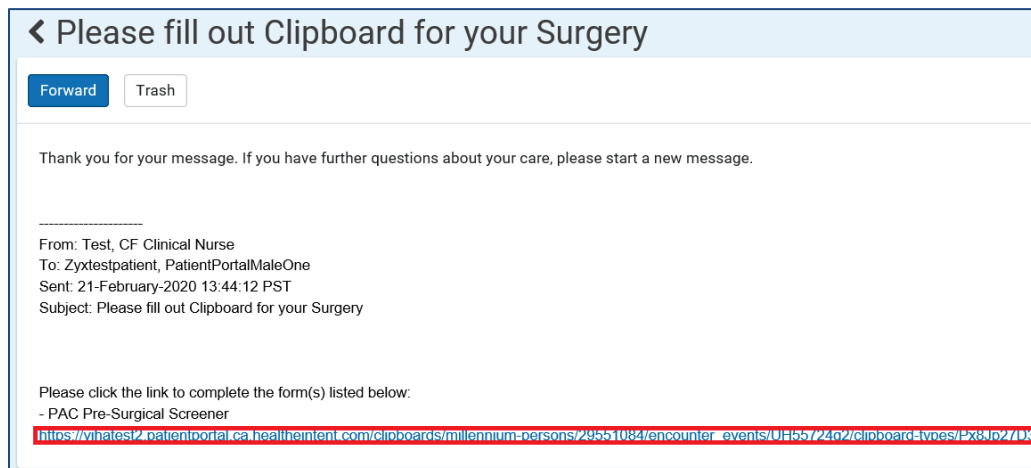 Please fill out Clipboard for your Surgery
Forward Trash
Thank you for your message. If you have further questions about your care, please start a new message.
---------------------
From: Test, CF Clinical Nurse
To: Zyxtestpatient, PatientPortalMaleOne
Sent: 21-February-2020 13:44:12 PST
Subject: Please fill out Clipboard for your Surgery
Please click the link to complete the form(s) listed below:
- PAC Pre-Surgical Screener
https://vihatest2.patientportal.ca.healtheintent.com/clipboards/millennium-persons/29551084/encounter_events/UH55724q2/clipboard-types/Px8Jp27D3